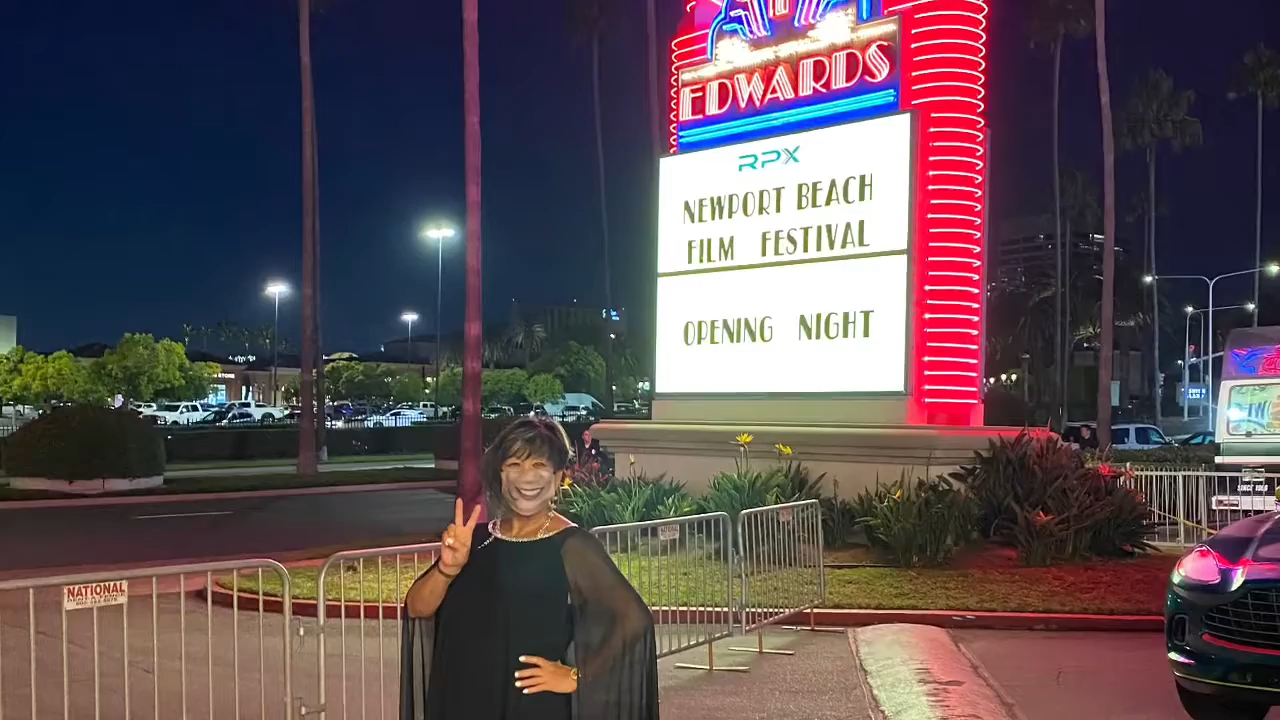 EDWARDS
RPX
NEWPORT BEACH
FILM FESTIVAL
OPENING NIGHT
NATIONAL